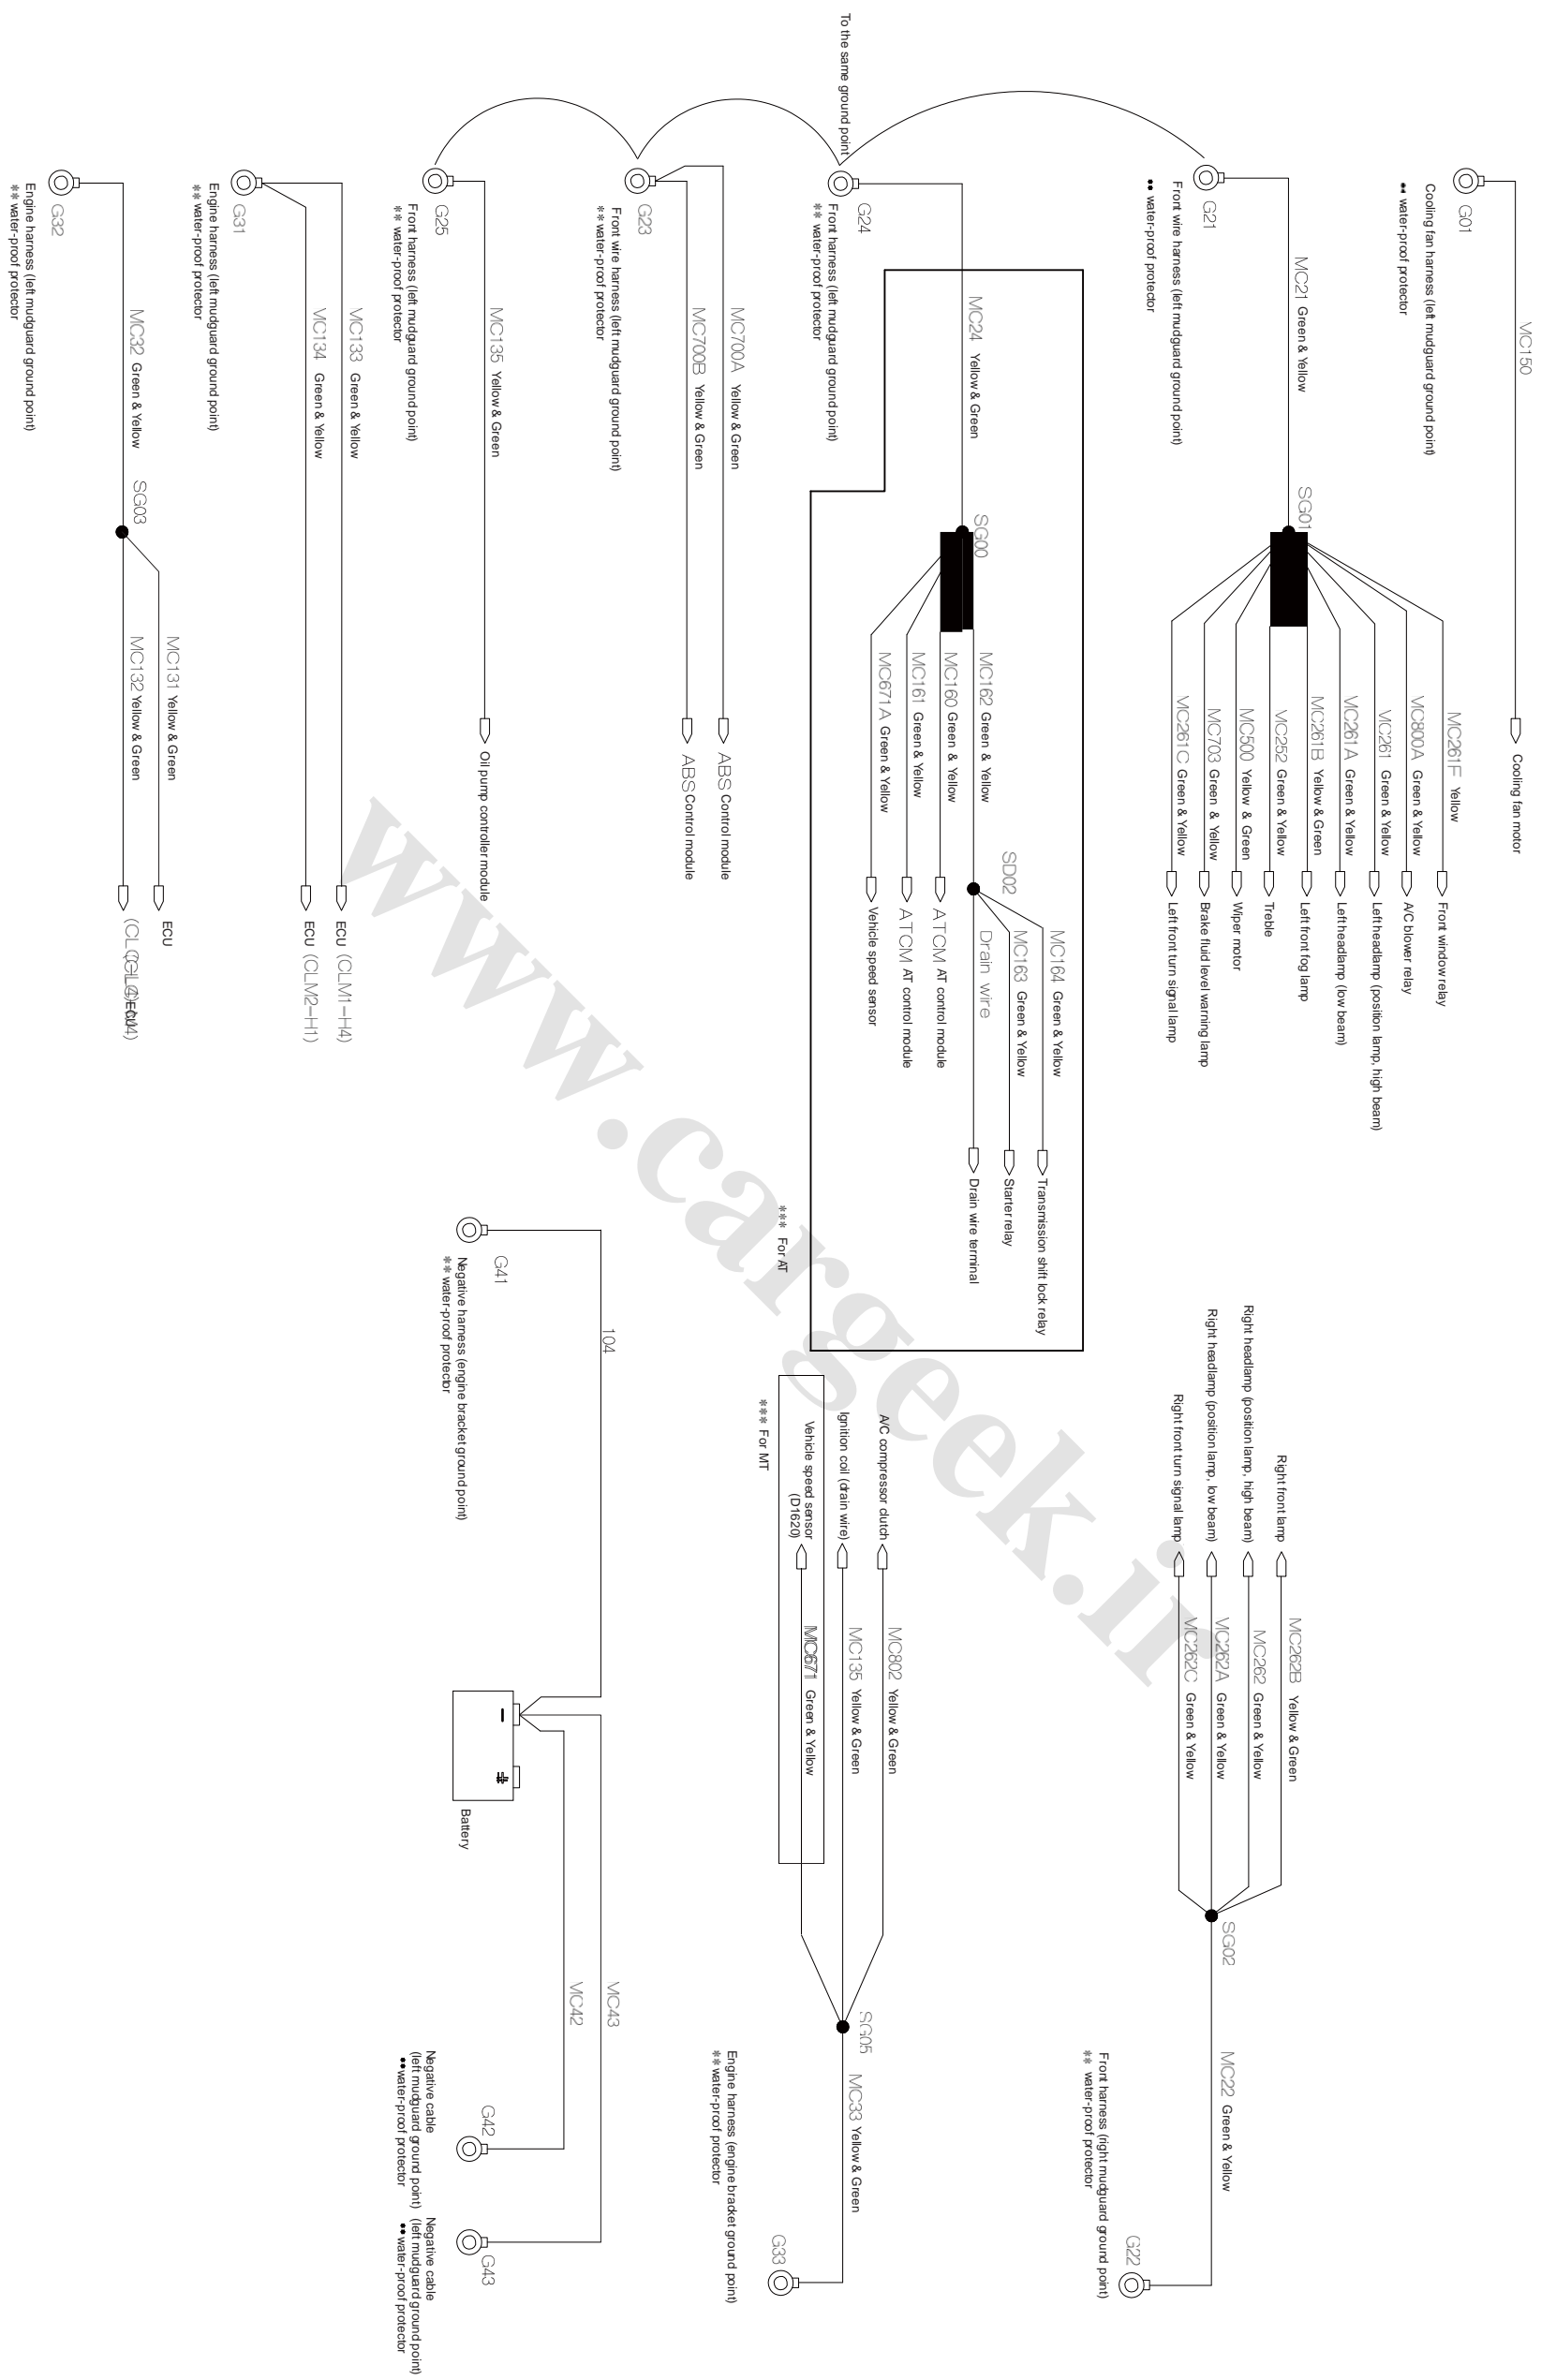 VC150
Cooling fan motor
G01
Cooling fan harness (left mudguard ground point)
** water-proof protector
MC261F Yellow
Front window relay
VC800A Green & Yellow
A/C blower relay
VC261 Green & Yellow
Left headlamp (position lamp, high beam)
VC261A Green & Yellow
Left headlamp (low beam)
MC261B Yellow & Green
Left front fog lamp
VC252 Green & Yellow
Treble
MC500 Yellow & Green
Wiper motor
MC703 Green & Yellow
Brake fluid level warning lamp
VC261C Green & Yellow
Left front turn signal lamp
SG01
MC21 Green & Yellow
G21
Front wire harness (left mudguard ground point)
•• water-proof protector
To the same ground point
MC24 Yellow & Green
SG00
G24
Front harness (left mudguard ground point)
** water-proof protector
MC164 Green & Yellow
Transmission shift lock relay
MC163 Green & Yellow
Starter relay
SD02
Drain wire
Drain wire terminal
MC162 Green & Yellow
MC160 Green & Yellow
ATCM AT control module
MC161 Green & Yellow
ATCM AT control module
MC671A Green & Yellow
Vehicle speed sensor
*** For AT
MC700A Yellow & Green
ABS Control module
MC700B Yellow & Green
ABS Control module
G23
Front wire harness (left mudguard ground point)
**water-proof protector
MC135 Yellow & Green
Oil pump controller module
G25
Front harness (left mudguard ground point)
** water-proof protector
VC133 Green & Yellow
ECU (CLM1-H4)
VC134 Green & Yellow
ECU (CLM2-H1)
G31
Engine harness (left mudguard ground point)
** water-proof protector
MC131 Yellow & Green
ECU
SG03
MC32 Green & Yellow
MC132 Yellow & Green
ECU
G32
Engine harness (left mudguard ground point)
** water-proof protector
Right front lamp
MC262B Yellow & Green
Right headlamp (position lamp, high beam)
MC262 Green & Yellow
Right headlamp (position lamp, low beam)
VC262A Green & Yellow
Right front turn signal lamp
VC262C Green & Yellow
SG02
MC22 Green & Yellow
G22
Front harness (right mudguard ground point)
** water-proof protector
A/C compressor clutch
MC802 Yellow & Green
Ignition coil (drain wire)
MC135 Yellow & Green
Vehicle speed sensor
(D1620)
MC671 Green & Yellow
*** For MT
SG05
MC33 Yellow & Green
G33
Engine harness (engine bracket ground point)
**water-proof protector
104
G41
Negative harness (engine bracket ground point)
** water-proof protector
Battery
VC43
VC42
G42
Negative cable
(left mudguard ground point)
••water-proof protector
G43
Negative cable
(left mudguard ground point)
••water-proof protector
www.cargeek.ir